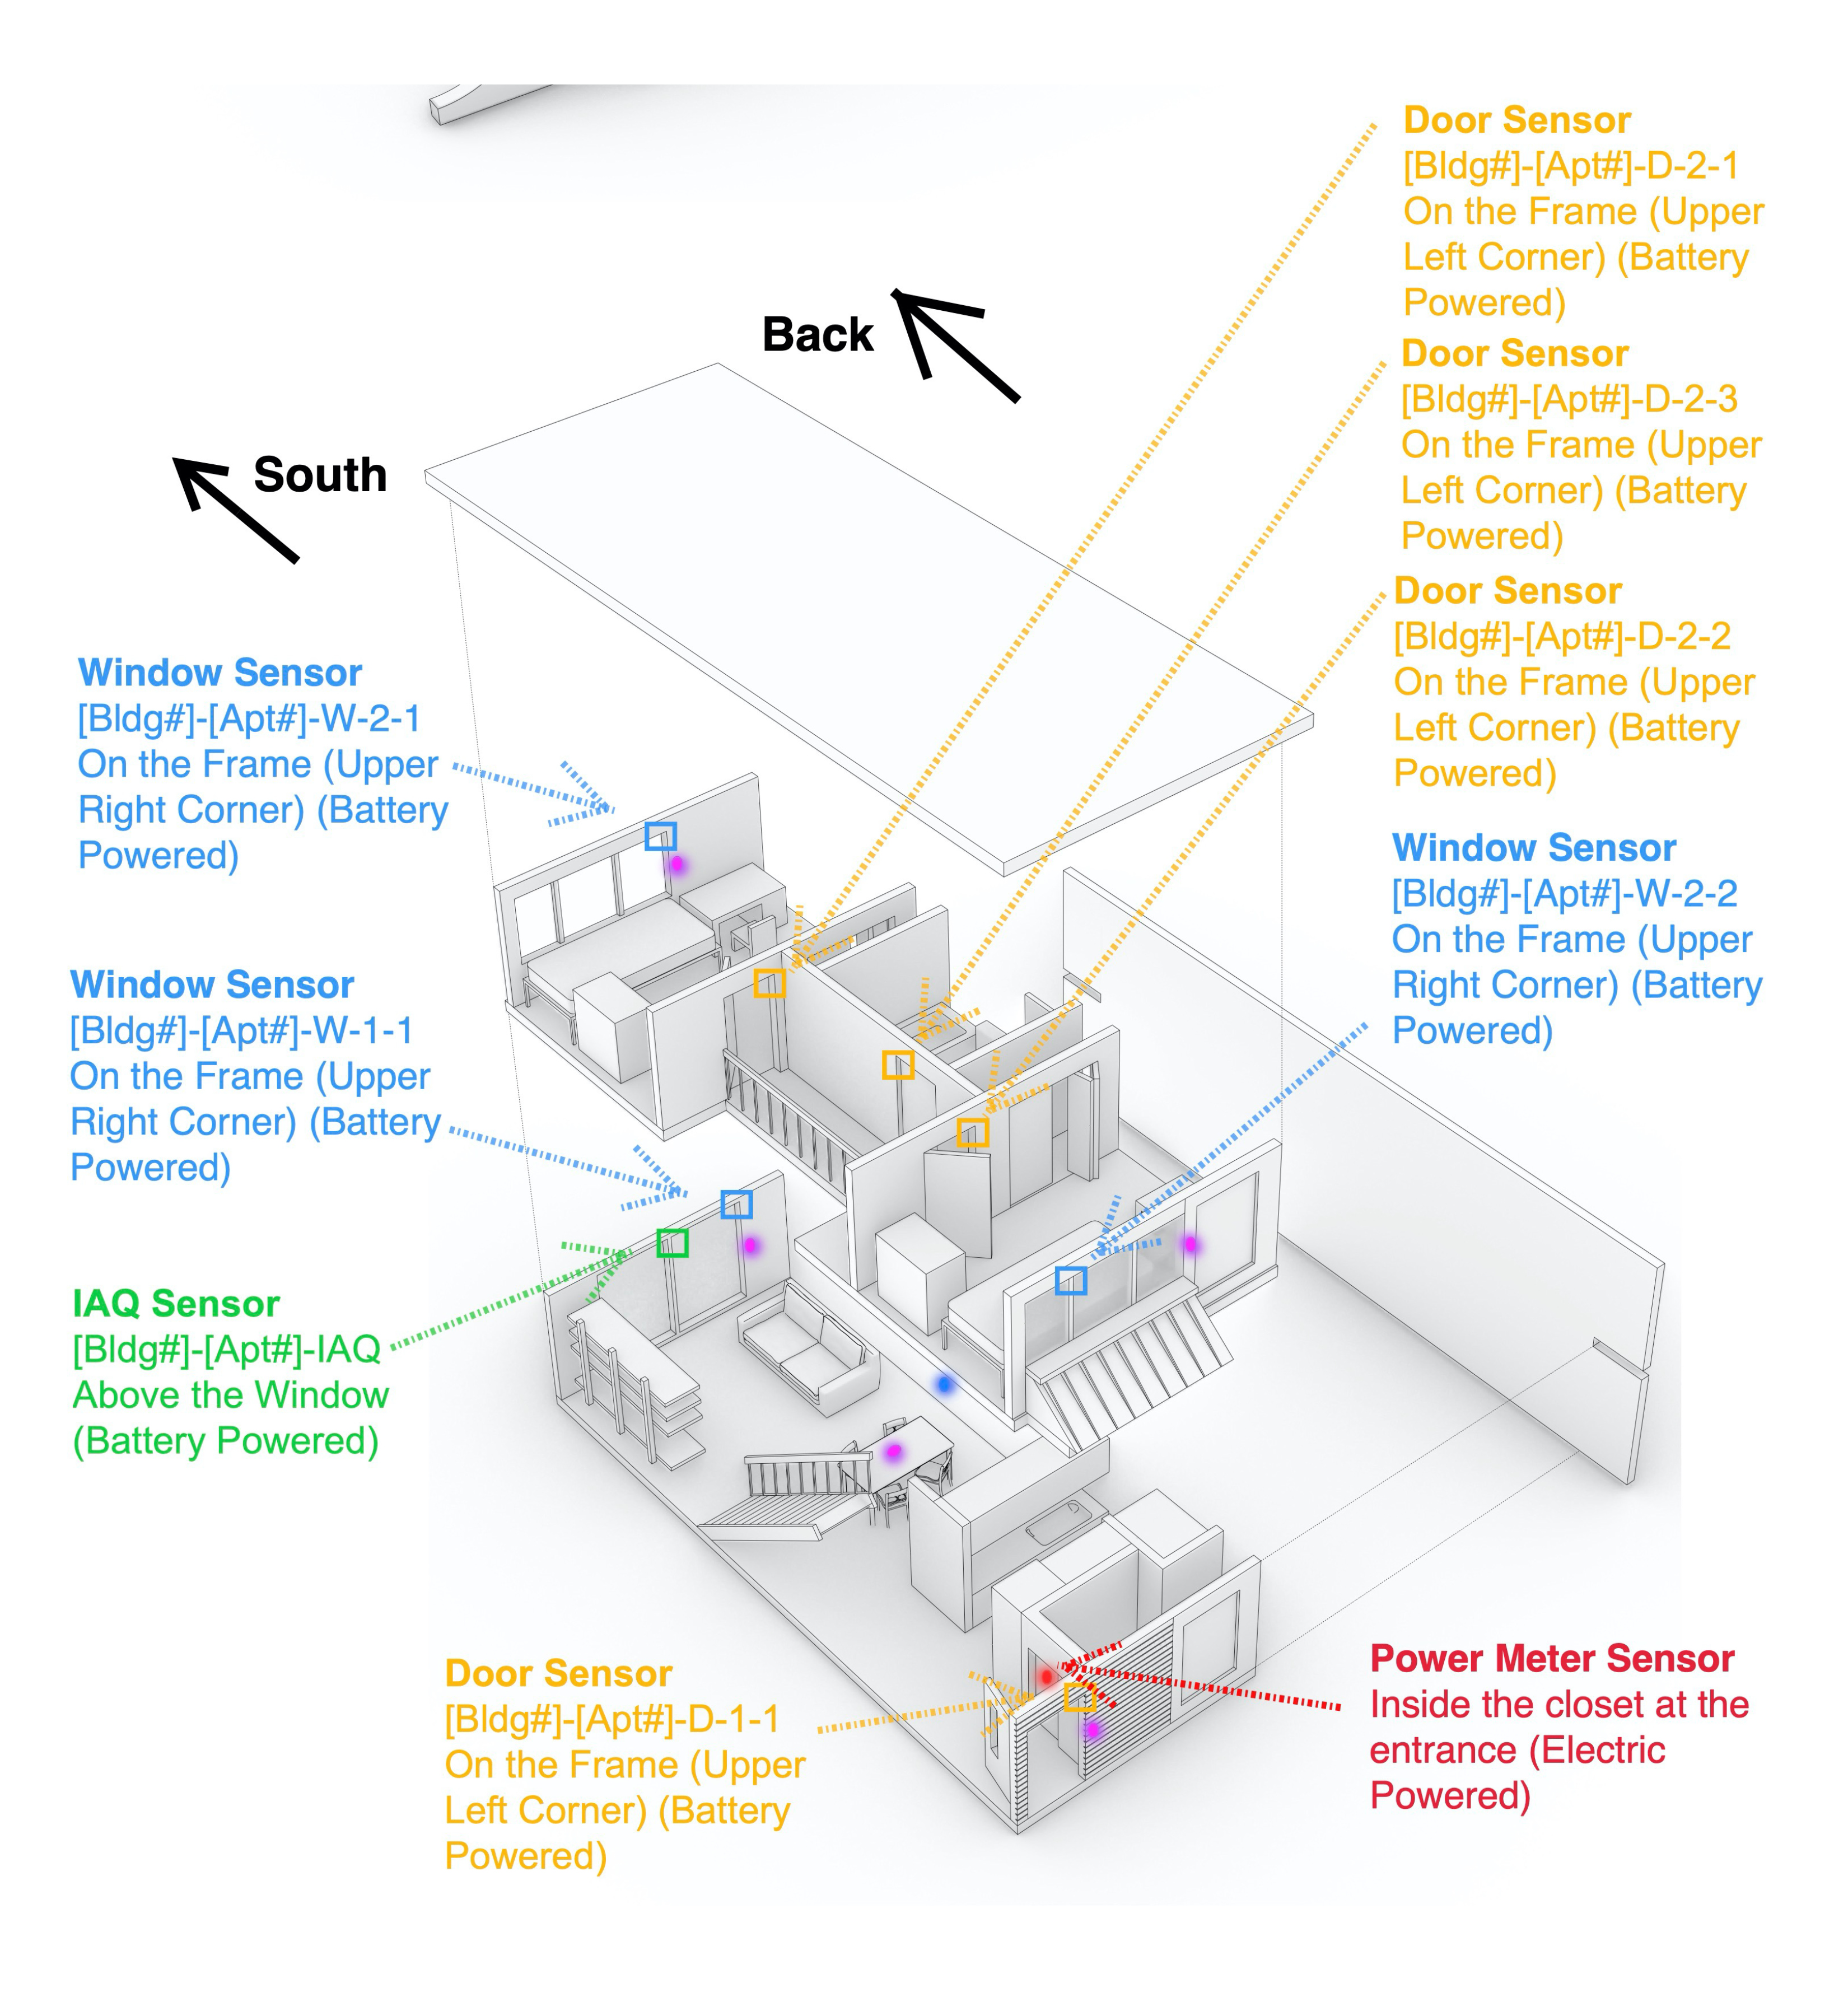 Door Sensor
[Bldg#]-[Apt#]-D-2-1
On the Frame (Upper
Left Corner) (Battery
Powered)
Back
Door Sensor
[Bldg#]-[Apt#]-D-2-3
On the Frame (Upper
Left Corner) (Battery
Powered)
South
Door Sensor
[Bldg#]-[Apt#]-D-2-2
On the Frame (Upper
Left Corner) (Battery
Powered)
Window Sensor
[Bldg#]-[Apt#]-W-2-1
On the Frame (Upper
Right Corner) (Battery
Powered)
Window Sensor
[Bldg#]-[Apt#]-W-2-2
On the Frame (Upper
Right Corner) (Battery
Powered)
Window Sensor
[Bldg#]-[Apt#]-W-1-1
On the Frame (Upper
Right Corner) (Battery
Powered)
IAQ Sensor
[Bldg#]-[Apt#]-IAQ
Above the Window
(Battery Powered)
Door Sensor
[Bldg#]-[Apt#]-D-1-1
On the Frame (Upper
Left Corner) (Battery
Powered)
Power Meter Sensor
Inside the closet at the
entrance (Electric
Powered)